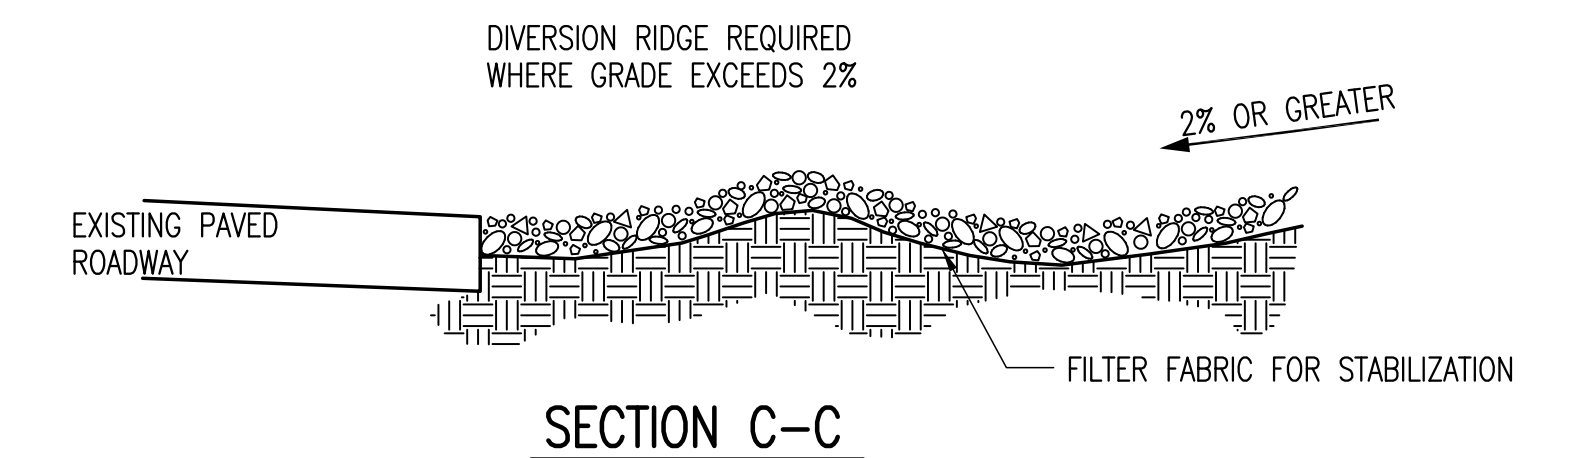 DIVERSION RIDGE REQUIRED
WHERE GRADE EXCEEDS 2%
2% OR GREATER
EXISTING PAVED
ROADWAY
FILTER FABRIC FOR STABILIZATION
SECTION C-C